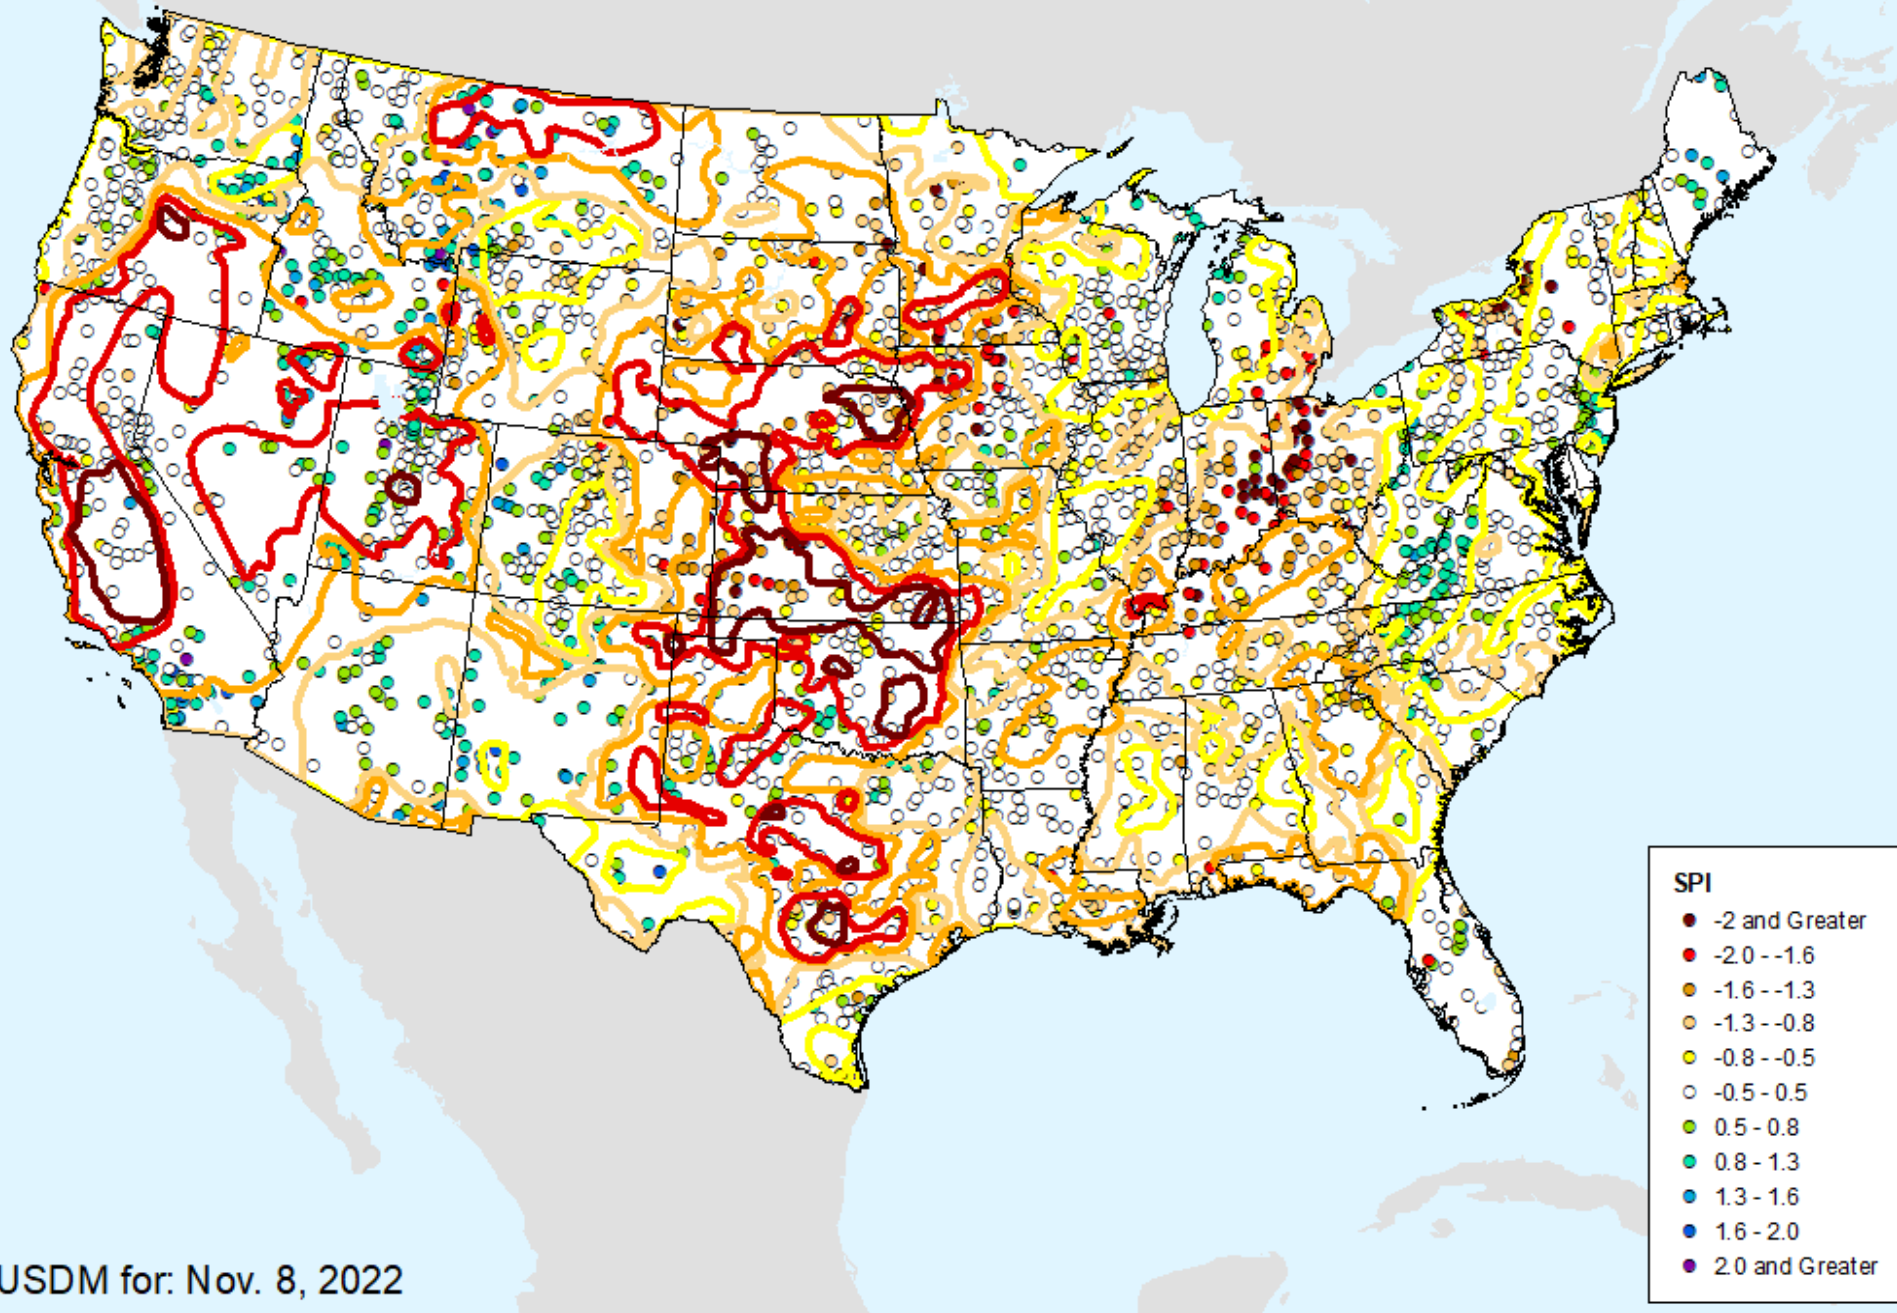 SPI
-2 and Greater
-2.0 - -1.6
-1.6 - -1.3
-1.3 - -0.8
-0.8 - -0.5
-0.5 - 0.5
0.5 - 0.8
0.8 - 1.3
1.3 - 1.6
1.6 - 2.0
2.0 and Greater
USDM for: Nov. 8, 2022